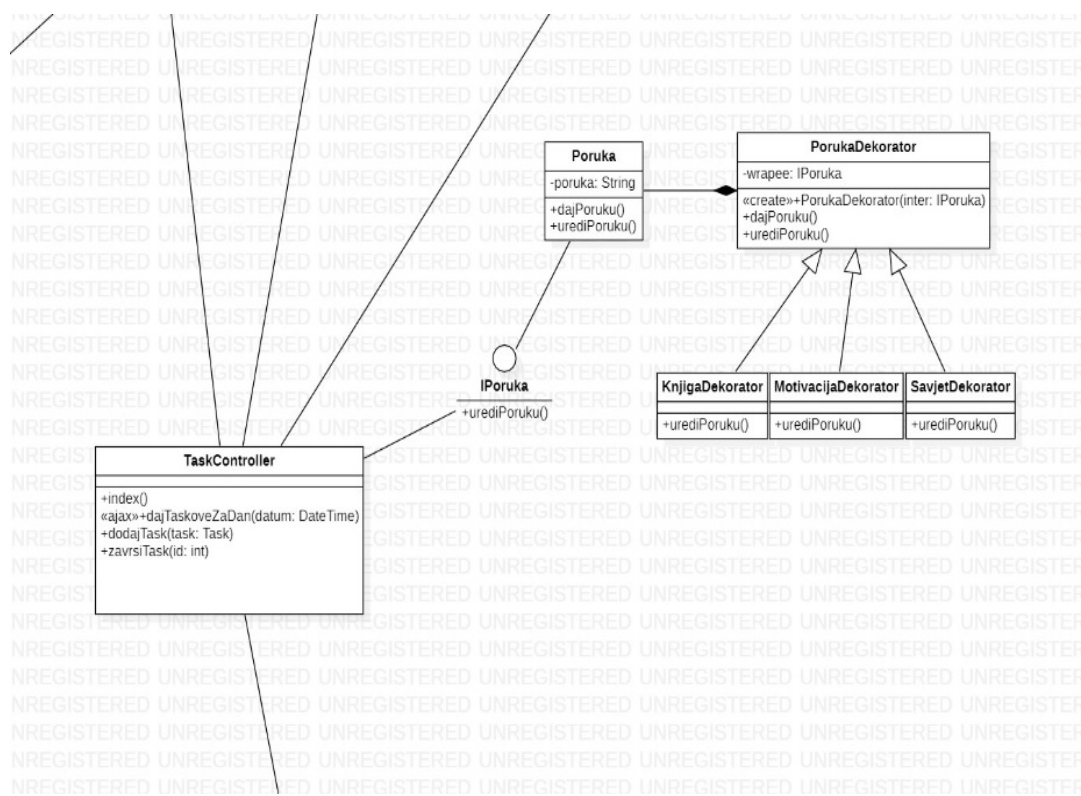 Poruka
-poruka: String
+dajPoruku()
+urediPoruku()
PorukaDekorator
-wrapee: IPoruka
«create»+PorukaDekorator(inter: IPoruka)
+dajPoruku()
+urediPoruku()
IPoruka
+urediPoruku()
KnjigaDekorator
+urediPoruku()
MotivacijaDekorator
+urediPoruku()
SavjetDekorator
+urediPoruku()
TaskController
+index()
«ajax»+dajTaskoveZaDan(datum: DateTime)
+dodajTask(task: Task)
+zavrsiTask(id: int)